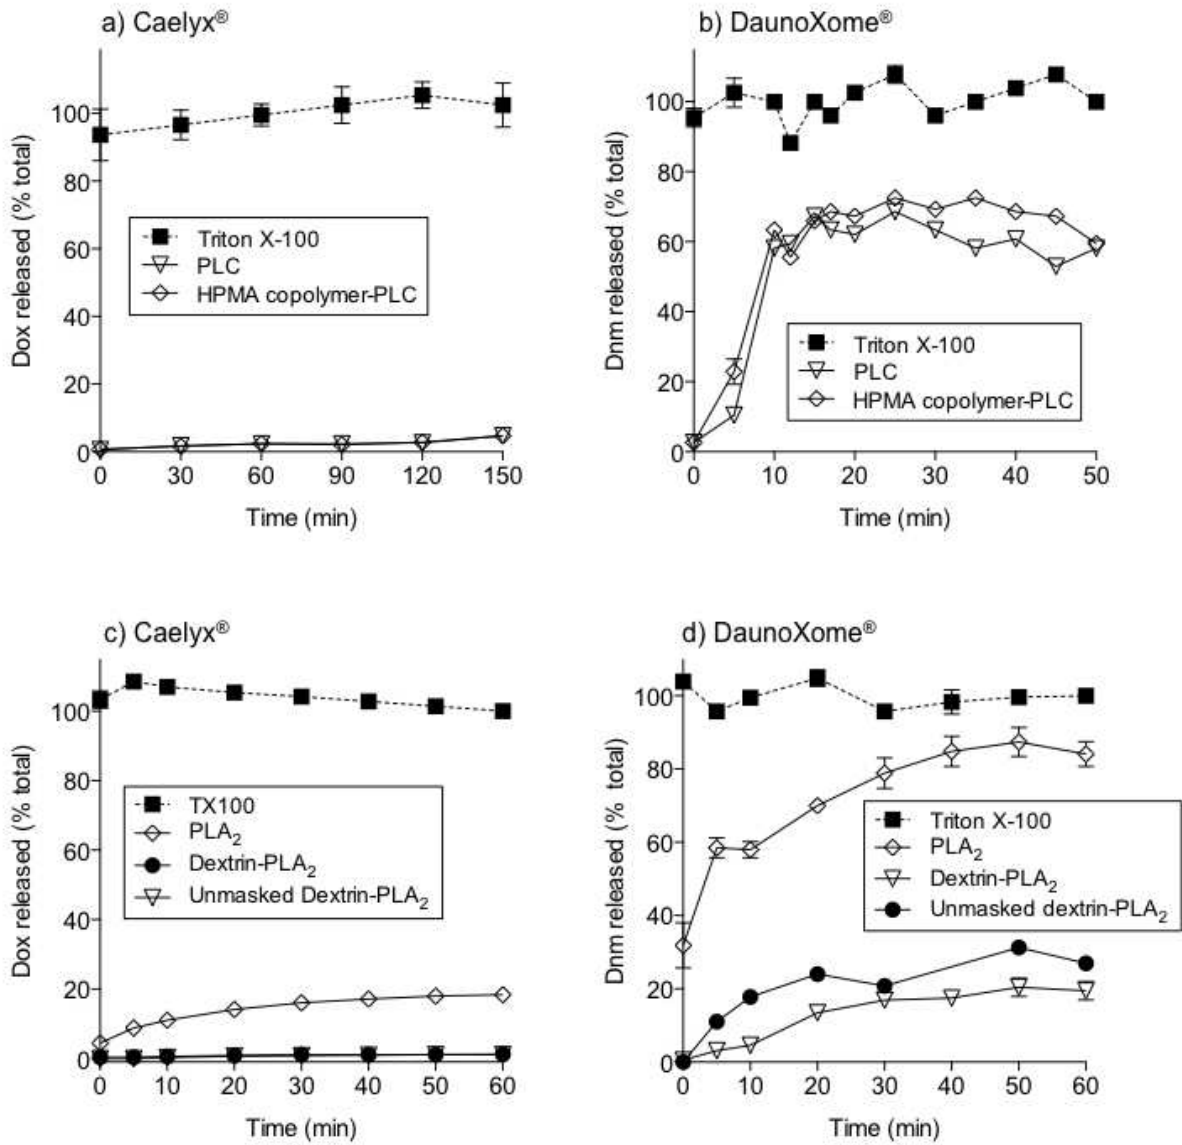 a) Caelyx®
Dox released (% total)
100
80
60
40
20
0
Triton X-100
PLC
HPMA copolymer-PLC
0 30 60 90 120 150
Time (min)
b) DaunoXome®
Dnm released (% total)
100
80
60
40
20
0
Triton X-100
PLC
HPMA copolymer-PLC
0 10 20 30 40 50
Time (min)
c) Caelyx®
Dox released (% total)
100
80
60
40
20
0
TX100
PLA₂
Dextrin-PLA₂
Unmasked Dextrin-PLA₂
0 10 20 30 40 50 60
Time (min)
d) DaunoXome®
Dnm released (% total)
100
80
60
40
20
0
Triton X-100
PLA₂
Dextrin-PLA₂
Unmasked dextrin-PLA₂
0 10 20 30 40 50 60
Time (min)